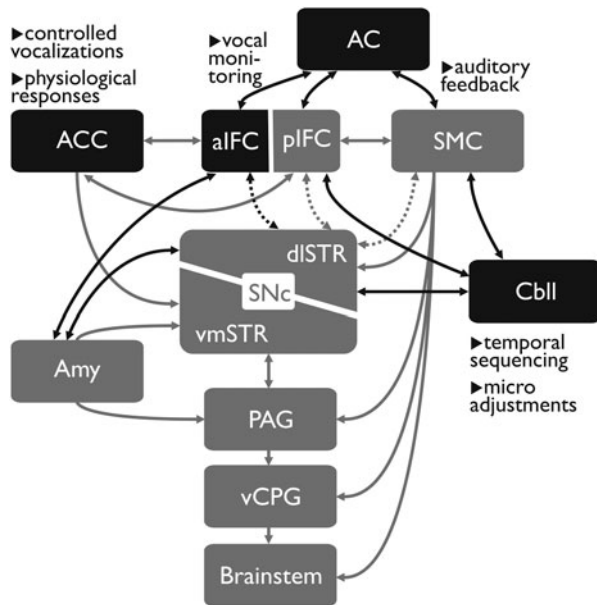 ▶controlled
vocalizations
▶physiological
responses
▶vocal
moni-
toring
AC
▶auditory
feedback
ACC
aIFC
pIFC
SMC
dlSTR
SNc
vmSTR
Cbll
▶temporal
sequencing
▶micro
adjustments
Amy
PAG
vCPG
Brainstem